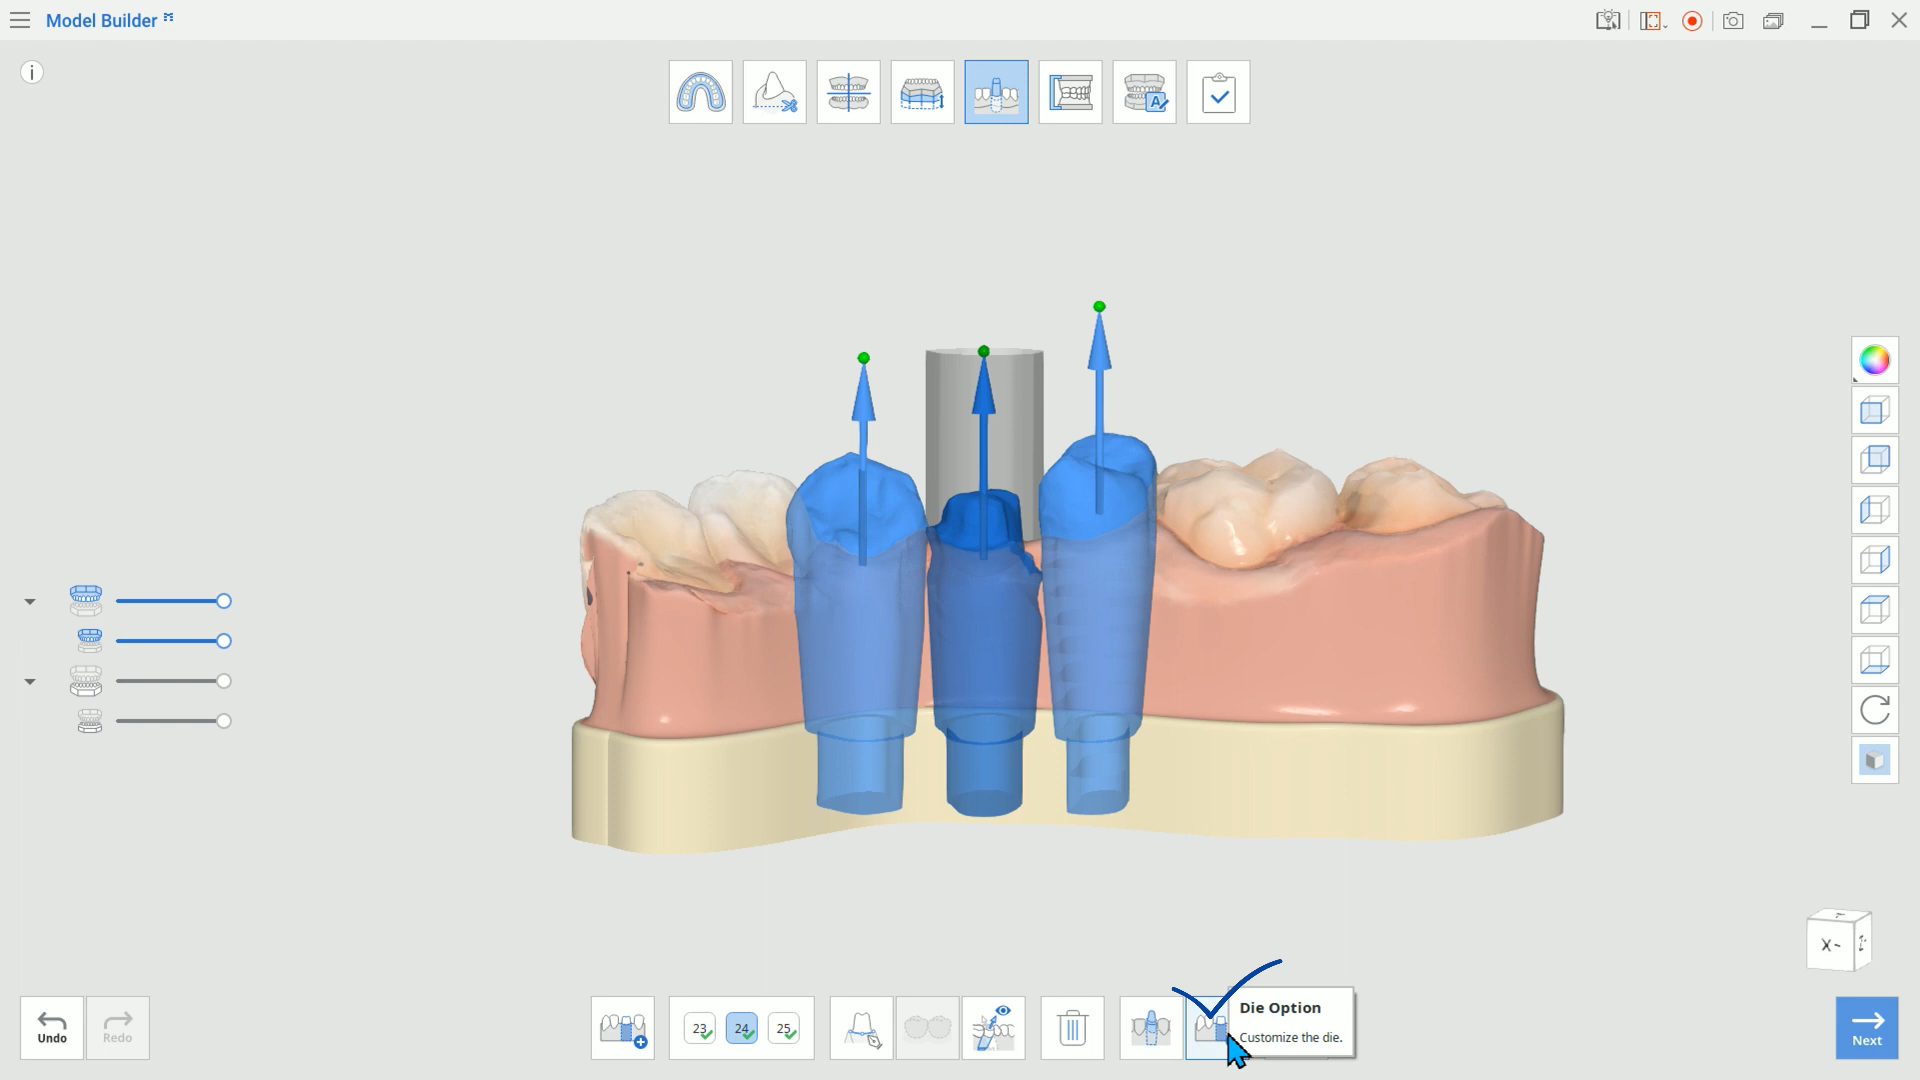 Model Builder
i
23
24
25
Undo
Redo
Die Option
Customize the die.
Next